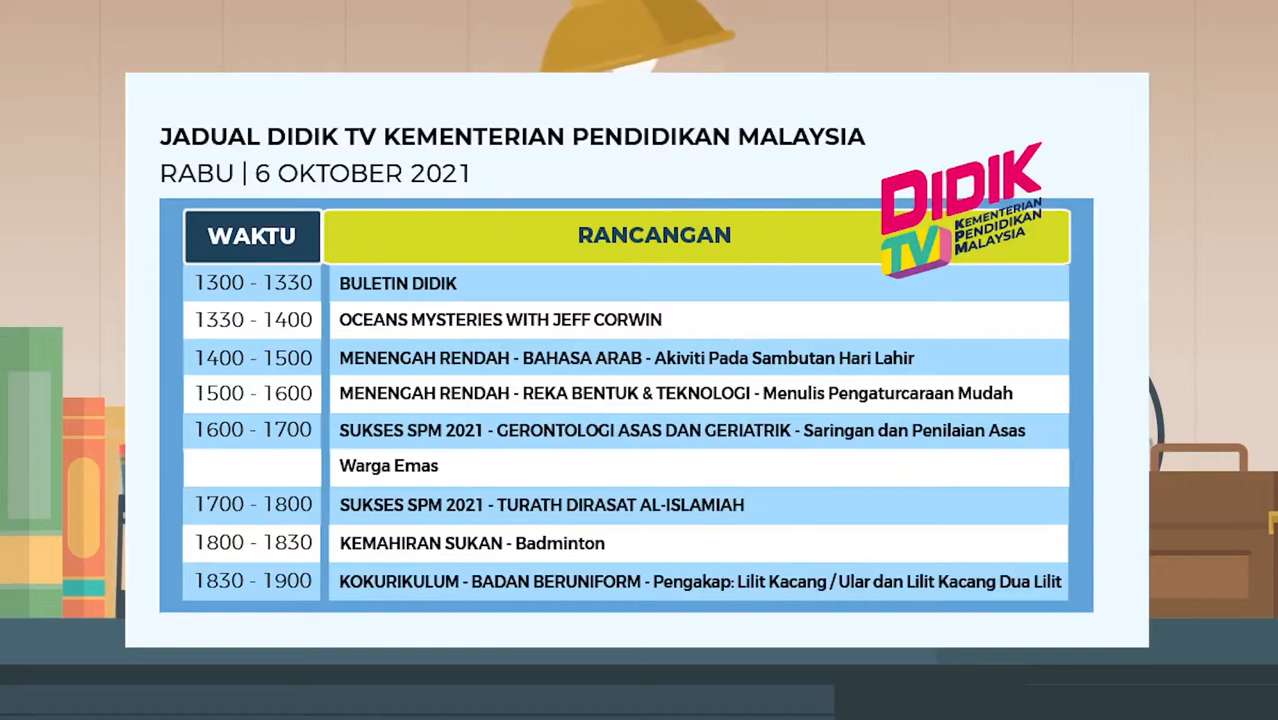 JADUAL DIDIK TV KEMENTERIAN PENDIDIKAN MALAYSIA
RABU | 6 OKTOBER 2021
DIDIK
TV
KEMENTERIAN
PENDIDIKAN
MALAYSIA
WAKTU RANCANGAN
1300 - 1330 BULETIN DIDIK
1330 - 1400 OCEANS MYSTERIES WITH JEFF CORWIN
1400 - 1500 MENENGAH RENDAH - BAHASA ARAB - Akiviti Pada Sambutan Hari Lahir
1500 - 1600 MENENGAH RENDAH - REKA BENTUK & TEKNOLOGI - Menulis Pengaturcaraan Mudah
1600 - 1700 SUKSES SPM 2021 - GERONTOLOGI ASAS DAN GERIATRIK - Saringan dan Penilaian Asas
Warga Emas
1700 - 1800 SUKSES SPM 2021 - TURATH DIRASAT AL-ISLAMIAH
1800 - 1830 KEMAHIRAN SUKAN - Badminton
1830 - 1900 KOKURIKULUM - BADAN BERUNIFORM - Pengakap: Lilit Kacang / Ular dan Lilit Kacang Dua Lilit